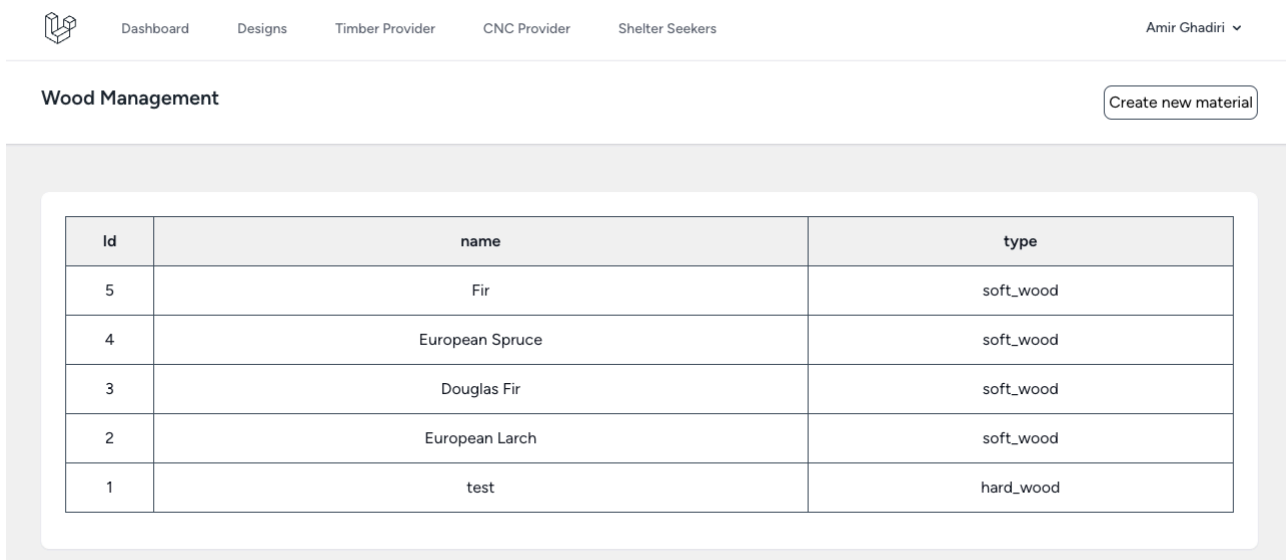 Dashboard Designs Timber Provider CNC Provider Shelter Seekers Amir Ghadiri
Wood Management Create new material
Id name type
5 Fir soft_wood
4 European Spruce soft_wood
3 Douglas Fir soft_wood
2 European Larch soft_wood
1 test hard_wood